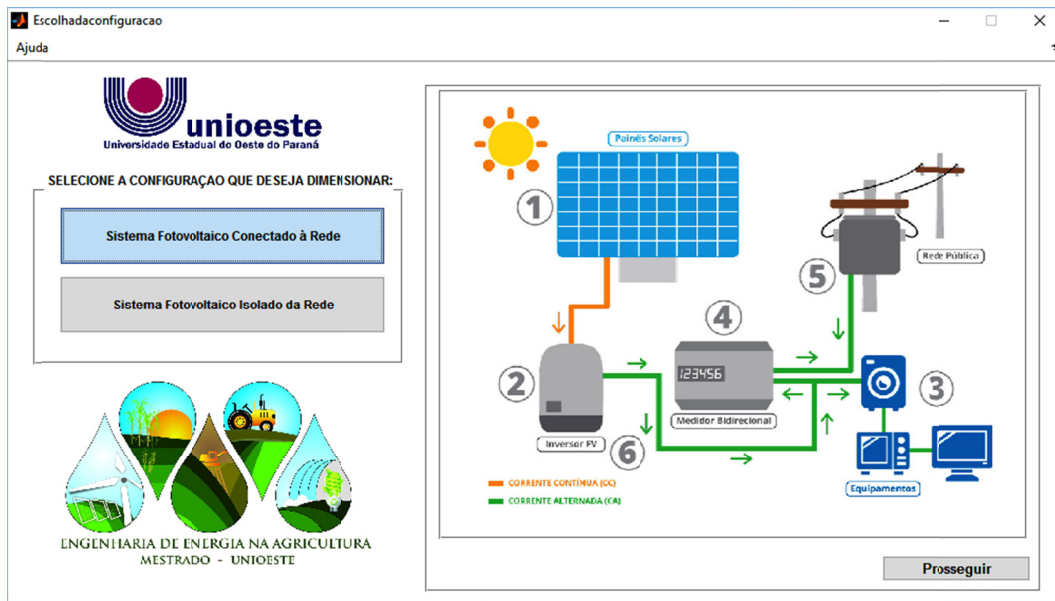 Escolhadaconfiguracao
Ajuda
unioeste
Universidade Estadual do Oeste do Paraná
SELECIONE A CONFIGURAÇAO QUE DESEJA DIMENSIONAR:
Sistema Fotovoltaico Conectado à Rede
Sistema Fotovoltaico Isolado da Rede
ENGENHARIA DE ENERGIA NA AGRICULTURA
MESTRADO - UNIOESTE
Painéis Solares
1
5
Rede Pública
4
2
123456
3
Medidor Bidirecional
Inversor FV
6
Equipamentos
CORRENTE CONTÍNUA (CC)
CORRENTE ALTERNADA (CA)
Prosseguir